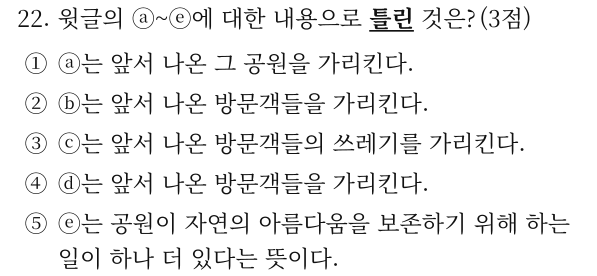 22. 윗글의 ⓐ~ⓔ에 대한 내용으로 틀린 것은?(3점)
① ⓐ는 앞서 나온 그 공원을 가리킨다.
② ⓑ는 앞서 나온 방문객들을 가리킨다.
③ ⓒ는 앞서 나온 방문객들의 쓰레기를 가리킨다.
④ ⓓ는 앞서 나온 방문객들을 가리킨다.
⑤ ⓔ는 공원이 자연의 아름다움을 보존하기 위해 하는
일이 하나 더 있다는 뜻이다.